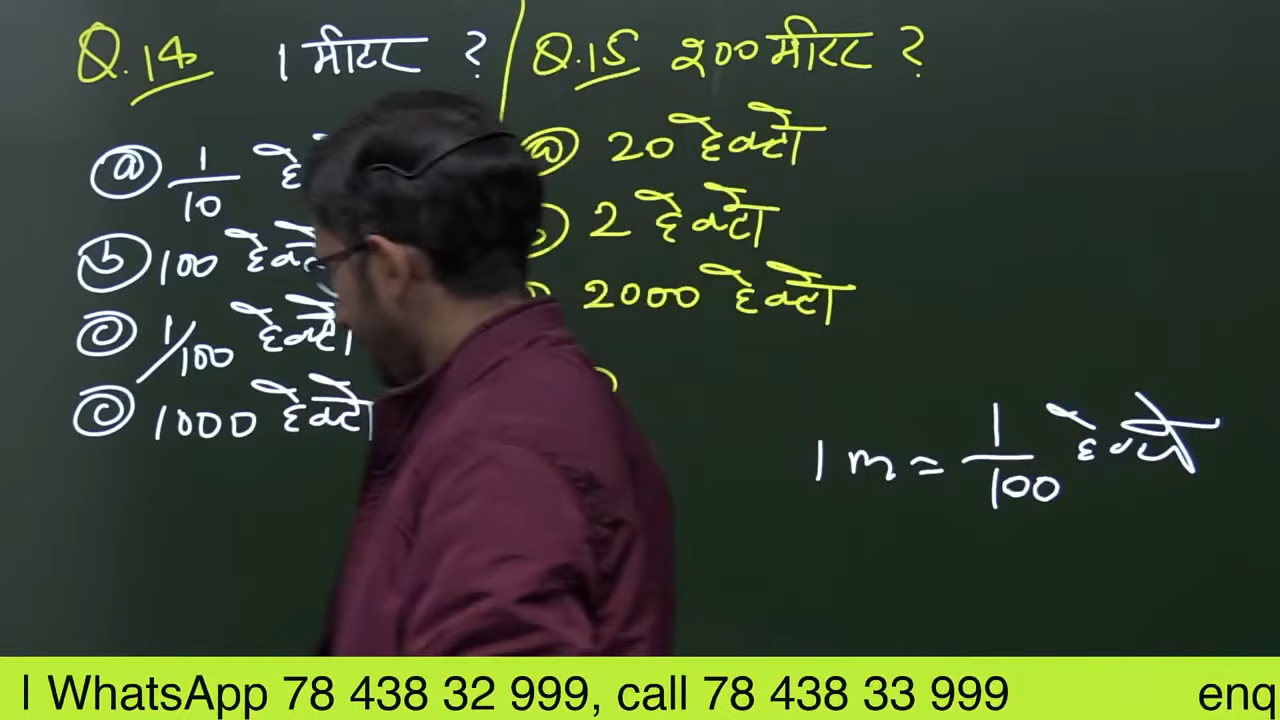 Q.14 1 मीटर ?
ⓐ 1/10 हे
ⓑ 100 हेक्टो
ⓒ 1/100 हेक्टो
ⓒ 1000 हेक्टो
Q.15 200 मीटर ?
ⓐ 20 हेक्टो
2 हेक्टो
2000 हेक्टो
1 m = 1/100 हेक्टो
l WhatsApp 78 438 32 999, call 78 438 33 999 enq